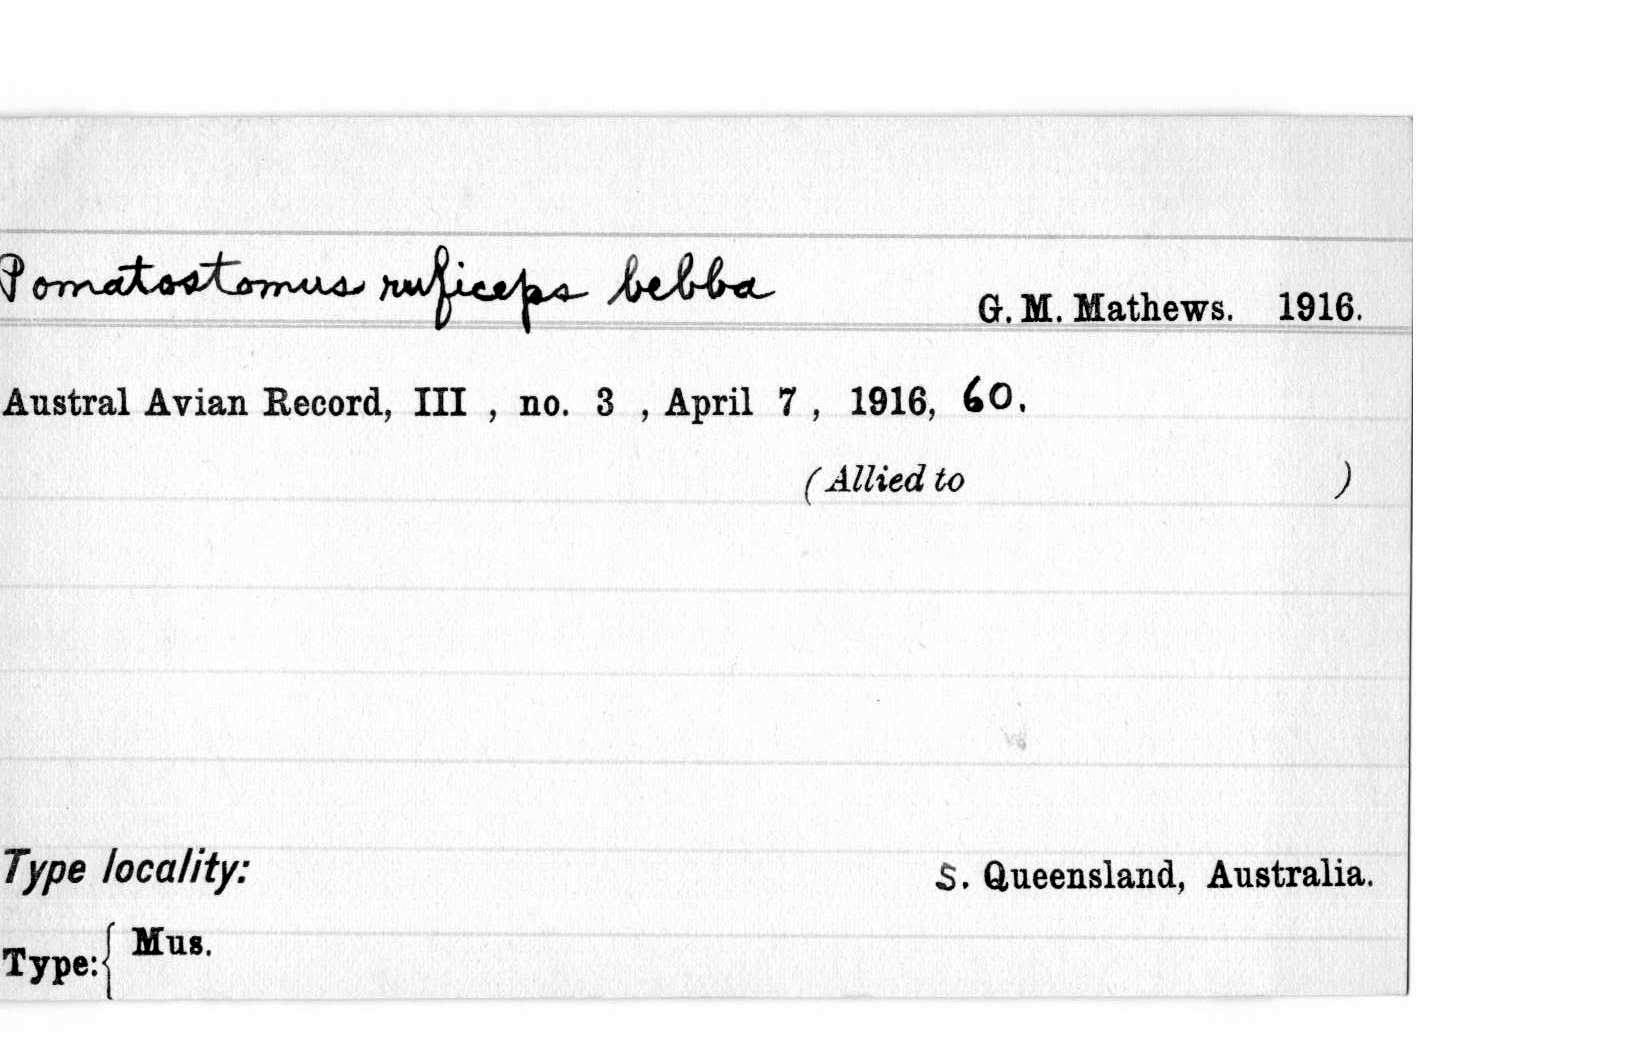 Pomatostomus ruficeps bebba
G. M. Mathews. 1916.
Austral Avian Record, III , no. 3 , April 7 , 1916, 60.
(Allied to )
Type locality: S. Queensland, Australia.
Type: { Mus.